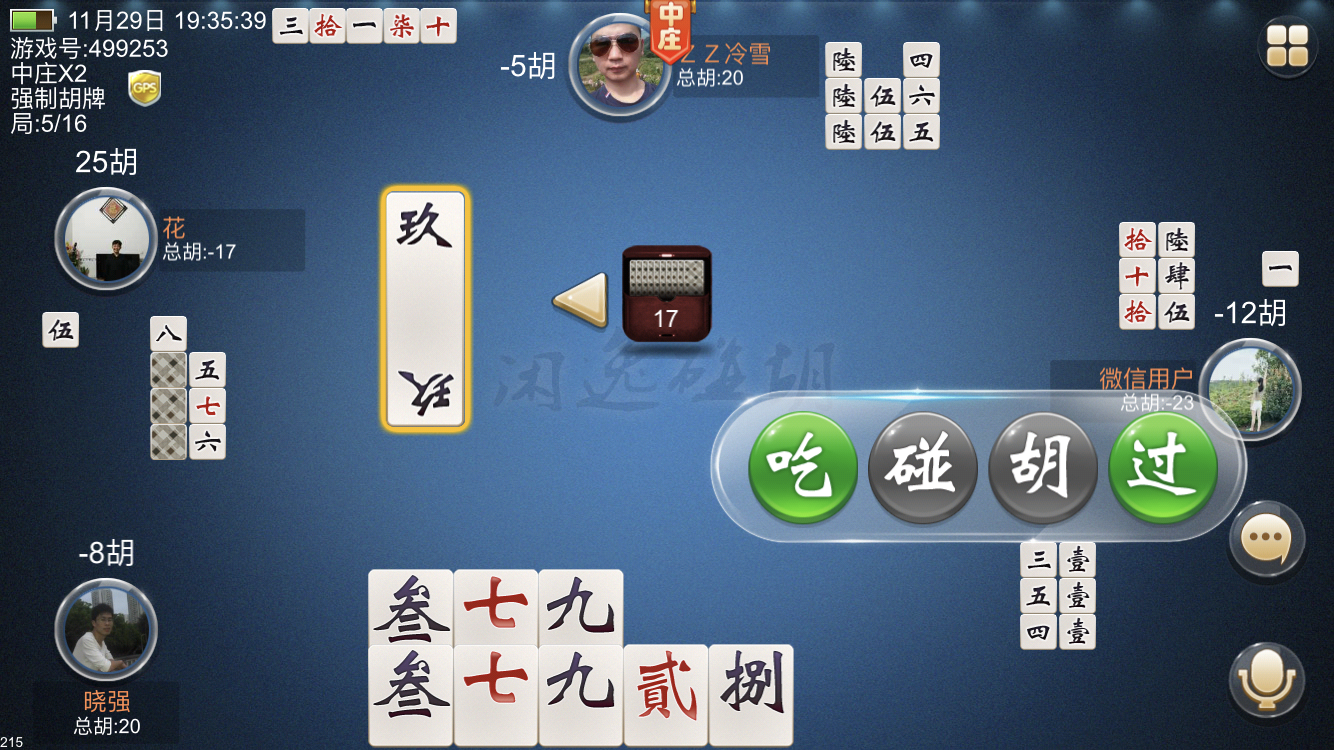 11月29日 19:35:39
游戏号:499253
中庄X2
强制胡牌
局:5/16
GPS
三 拾 一 柒 十
-5胡
中庄
Z Z 冷雪
总胡:20
陸 四
陸 伍 六
陸 伍 五
25胡
花
总胡:-17
伍
八
五
七
六
玖
玖
17
闲逸碰胡
拾 陸
十 肆
拾 伍
一
-12胡
微信用户
总胡:-23
吃 碰 胡 过
三 壹
五 壹
四 壹
-8胡
晓强
总胡:20
叁 七 九
叁 七 九 貳 捌
215